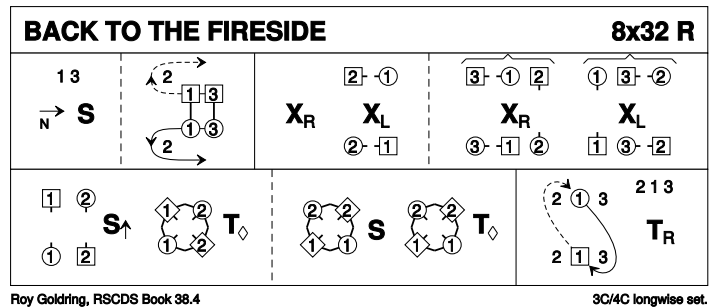 BACK TO THE FIRESIDE 8x32 R
1 3 2 2 1 3 1 2 1 3 2
N S 1 3 X_R X_L X_R X_L
1 3
2 2 1 3 1 2 1 3 2
1 2 1 2 2 2 2 2 2 1 3 2 1 3
S T S T T_R
1 2 1 2 1 1 1 1 2 1 3
Roy Goldring, RSCDS Book 38.4 3C/4C longwise set.